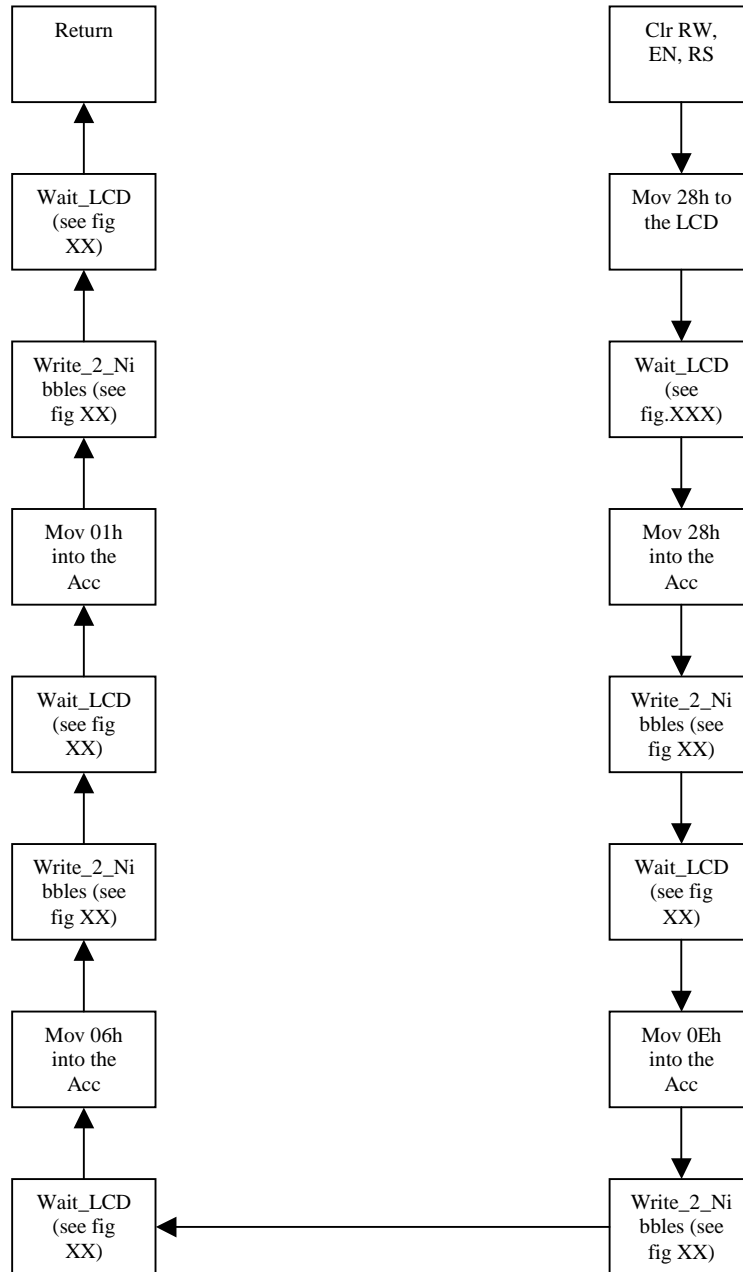 Clr RW,
EN, RS
Mov 28h to
the LCD
Wait_LCD
(see
fig.XXX)
Mov 28h
into the
Acc
Write_2_Ni
bbles (see
fig XX)
Wait_LCD
(see fig
XX)
Mov 0Eh
into the
Acc
Write_2_Ni
bbles (see
fig XX)
Wait_LCD
(see fig
XX)
Mov 06h
into the
Acc
Write_2_Ni
bbles (see
fig XX)
Wait_LCD
(see fig
XX)
Mov 01h
into the
Acc
Write_2_Ni
bbles (see
fig XX)
Wait_LCD
(see fig
XX)
Return